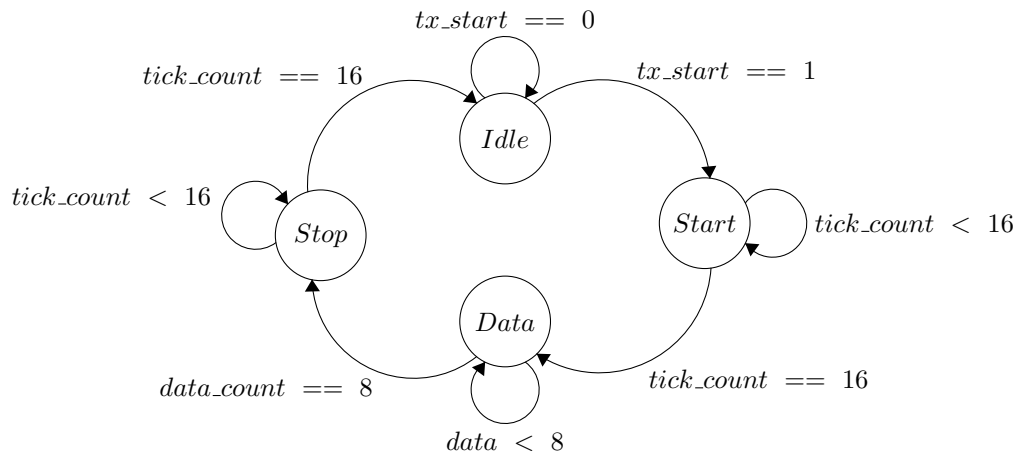 tx_start == 0
tick_count == 16
tx_start == 1
Idle
tick_count < 16
Stop
Start
tick_count < 16
Data
data_count == 8
tick_count == 16
data < 8